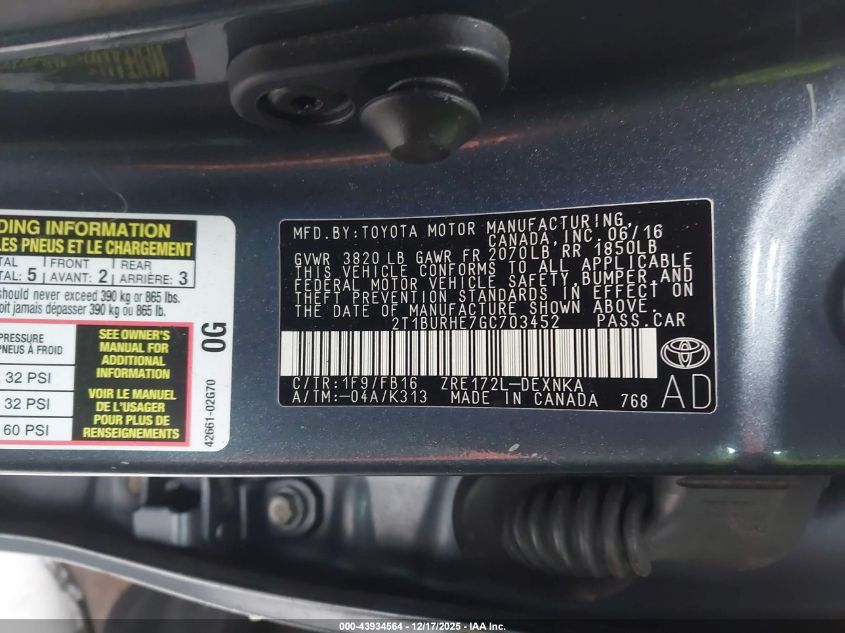 DING INFORMATION
LES PNEUS ET LE CHARGEMENT
TOTAL
TAL: 5
FRONT
AVANT: 2
REAR
ARRIÈRE: 3
should never exceed 390 kg or 865 lbs.
oit jamais dépasser 390 kg ou 865 lb.
PRESSURE
PNEUS À FROID
32 PSI
32 PSI
60 PSI
SEE OWNER'S
MANUAL FOR
ADDITIONAL
INFORMATION
VOIR LE MANUEL
DE L'USAGER
POUR PLUS DE
RENSEIGNEMENTS
0G
42661-02G70
MFD. BY: TOYOTA MOTOR MANUFACTURING,
CANADA, INC. 06/16
GVWR 3820 LB GAWR FR 2070LB RR 1850LB
THIS VEHICLE CONFORMS TO ALL APPLICABLE
FEDERAL MOTOR VEHICLE SAFETY, BUMPER, AND
THEFT PREVENTION STANDARDS IN EFFECT ON
THE DATE OF MANUFACTURE SHOWN ABOVE.
2T1BURHE7GC703452 PASS. CAR
C/TR: 1F9/FB16 ZRE172L-DEXNKA
A/TM: -04A/K313 MADE IN CANADA 768
AD
000-43934564 | 12/17/2025 - IAA Inc.